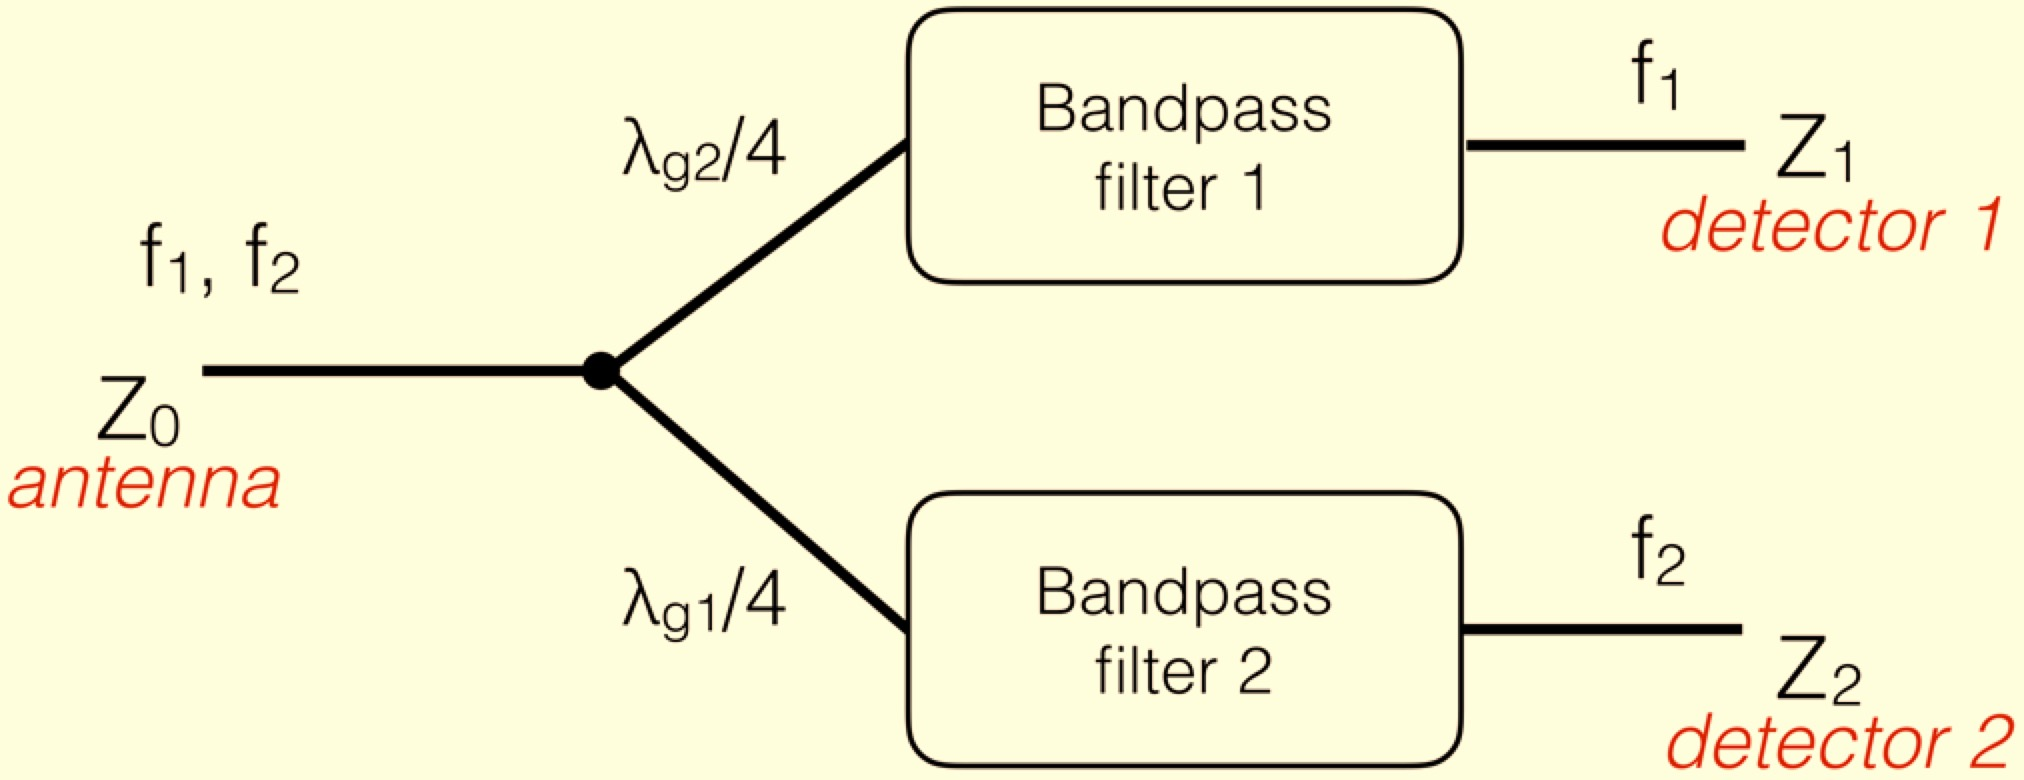 f₁, f₂
Z₀
antenna
λg2/4
λg1/4
Bandpass
filter 1
f₁
Z₁
detector 1
Bandpass
filter 2
f₂
Z₂
detector 2